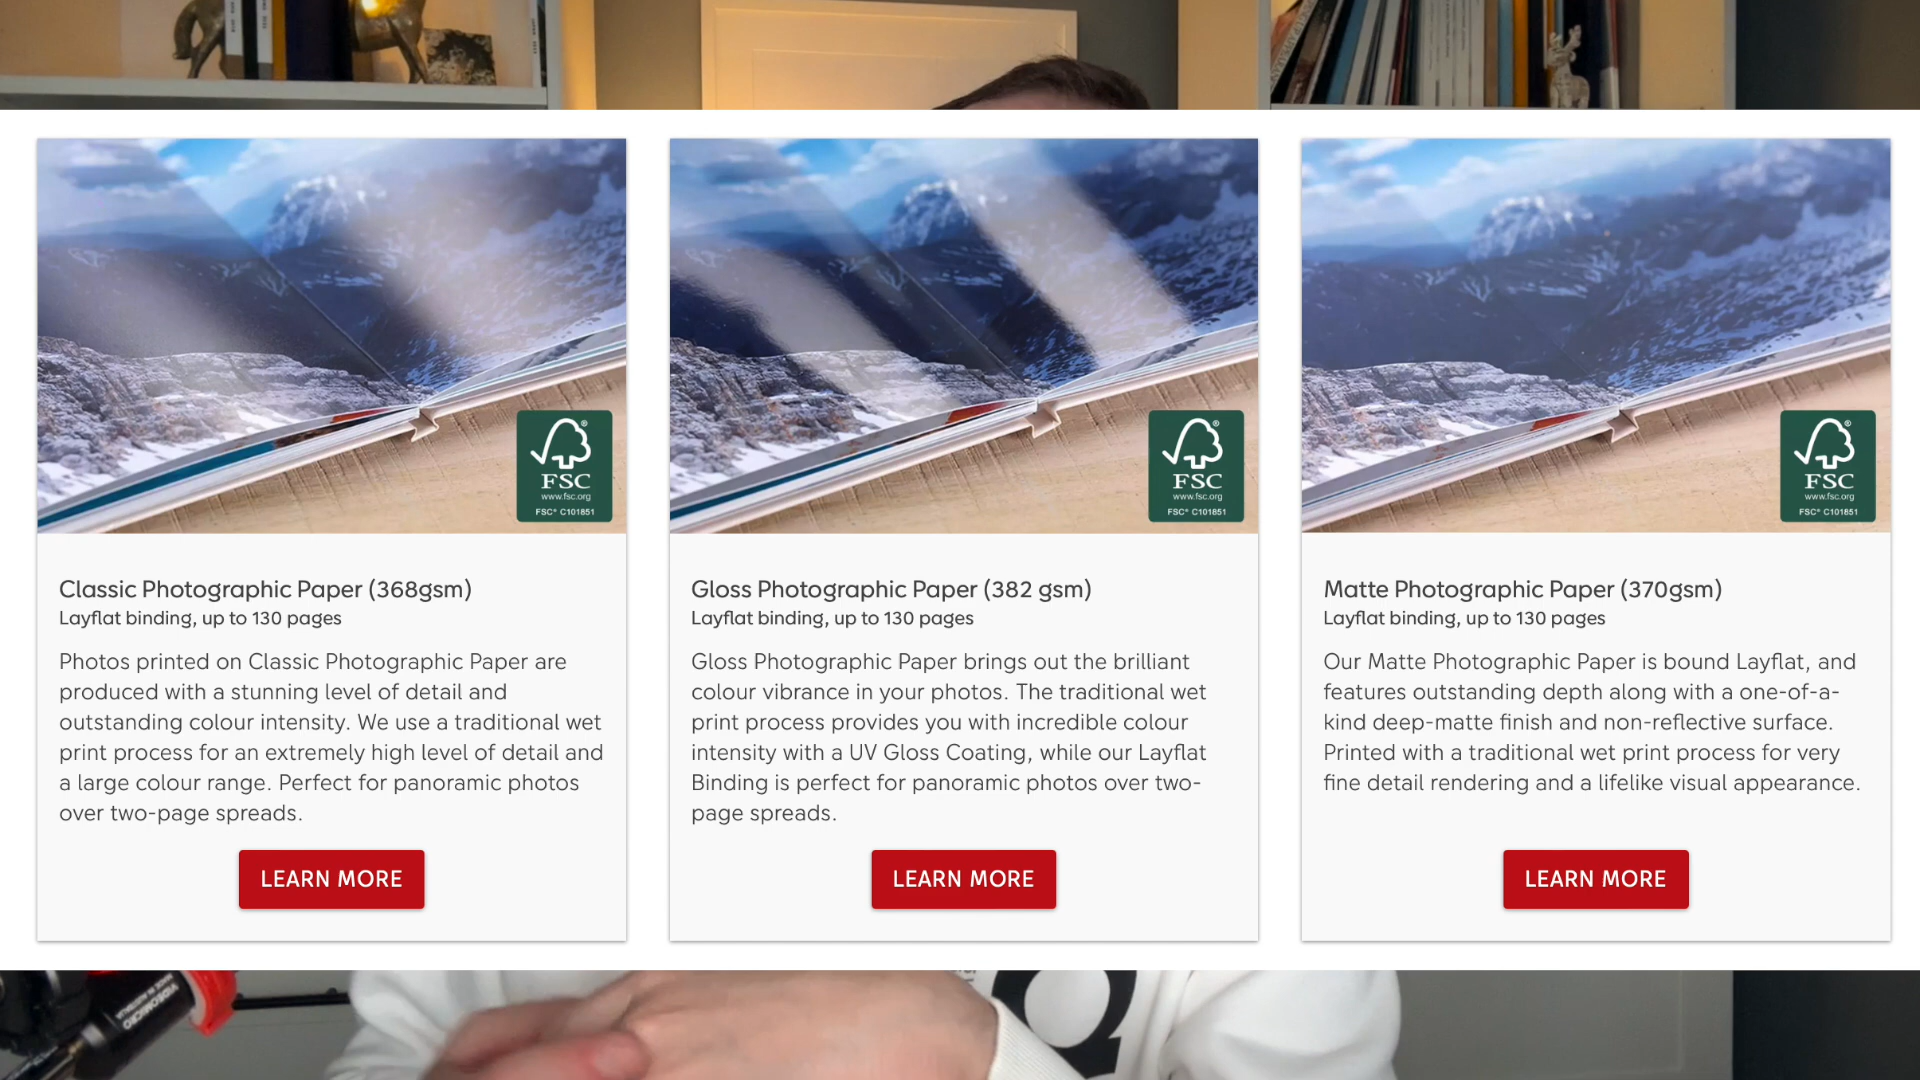 FSC
www.fsc.org
FSC® C101851
Classic Photographic Paper (368gsm)
Layflat binding, up to 130 pages
Photos printed on Classic Photographic Paper are
produced with a stunning level of detail and
outstanding colour intensity. We use a traditional wet
print process for an extremely high level of detail and
a large colour range. Perfect for panoramic photos
over two-page spreads.
LEARN MORE
FSC
www.fsc.org
FSC® C101851
Gloss Photographic Paper (382 gsm)
Layflat binding, up to 130 pages
Gloss Photographic Paper brings out the brilliant
colour vibrance in your photos. The traditional wet
print process provides you with incredible colour
intensity with a UV Gloss Coating, while our Layflat
Binding is perfect for panoramic photos over two-
page spreads.
LEARN MORE
FSC
www.fsc.org
FSC® C101851
Matte Photographic Paper (370gsm)
Layflat binding, up to 130 pages
Our Matte Photographic Paper is bound Layflat, and
features outstanding depth along with a one-of-a-
kind deep-matte finish and non-reflective surface.
Printed with a traditional wet print process for very
fine detail rendering and a lifelike visual appearance.
LEARN MORE
VIDEOMICRO